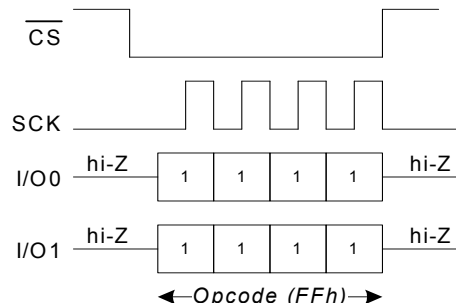 CS
SCK
hi-Z hi-Z
I/O0 1 1 1 1
hi-Z hi-Z
I/O1 1 1 1 1
Opcode (FFh)